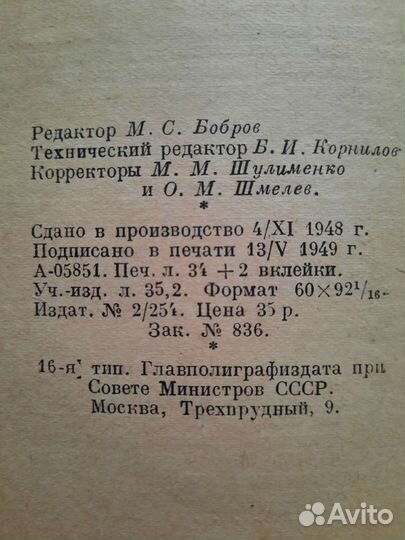 Редактор М. С. Бобров
Технический редактор Б. И. Корнилов
Корректоры М. М. Шулименко
и О. М. Шмелев.
*
Сдано в производство 4/XI 1948 г.
Подписано в печати 13/V 1949 г.
А-05851. Печ. л. 34 + 2 вклейки.
Уч.-изд. л. 35,2. Формат 60×92¹/₁₆.
Издат. № 2/254. Цена 35 р.
Зак. № 836.
*
16-я тип. Главполиграфиздата при
Совете Министров СССР.
Москва, Трехпрудный, 9.
Avito